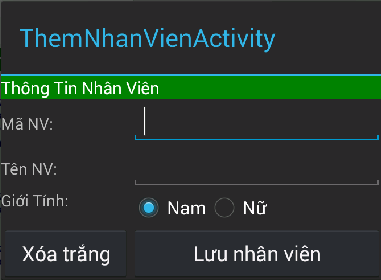 ThemNhanVienActivity
Thông Tin Nhân Viên
Mã NV:
Tên NV:
Giới Tính: Nam Nữ
Xóa trắng Lưu nhân viên